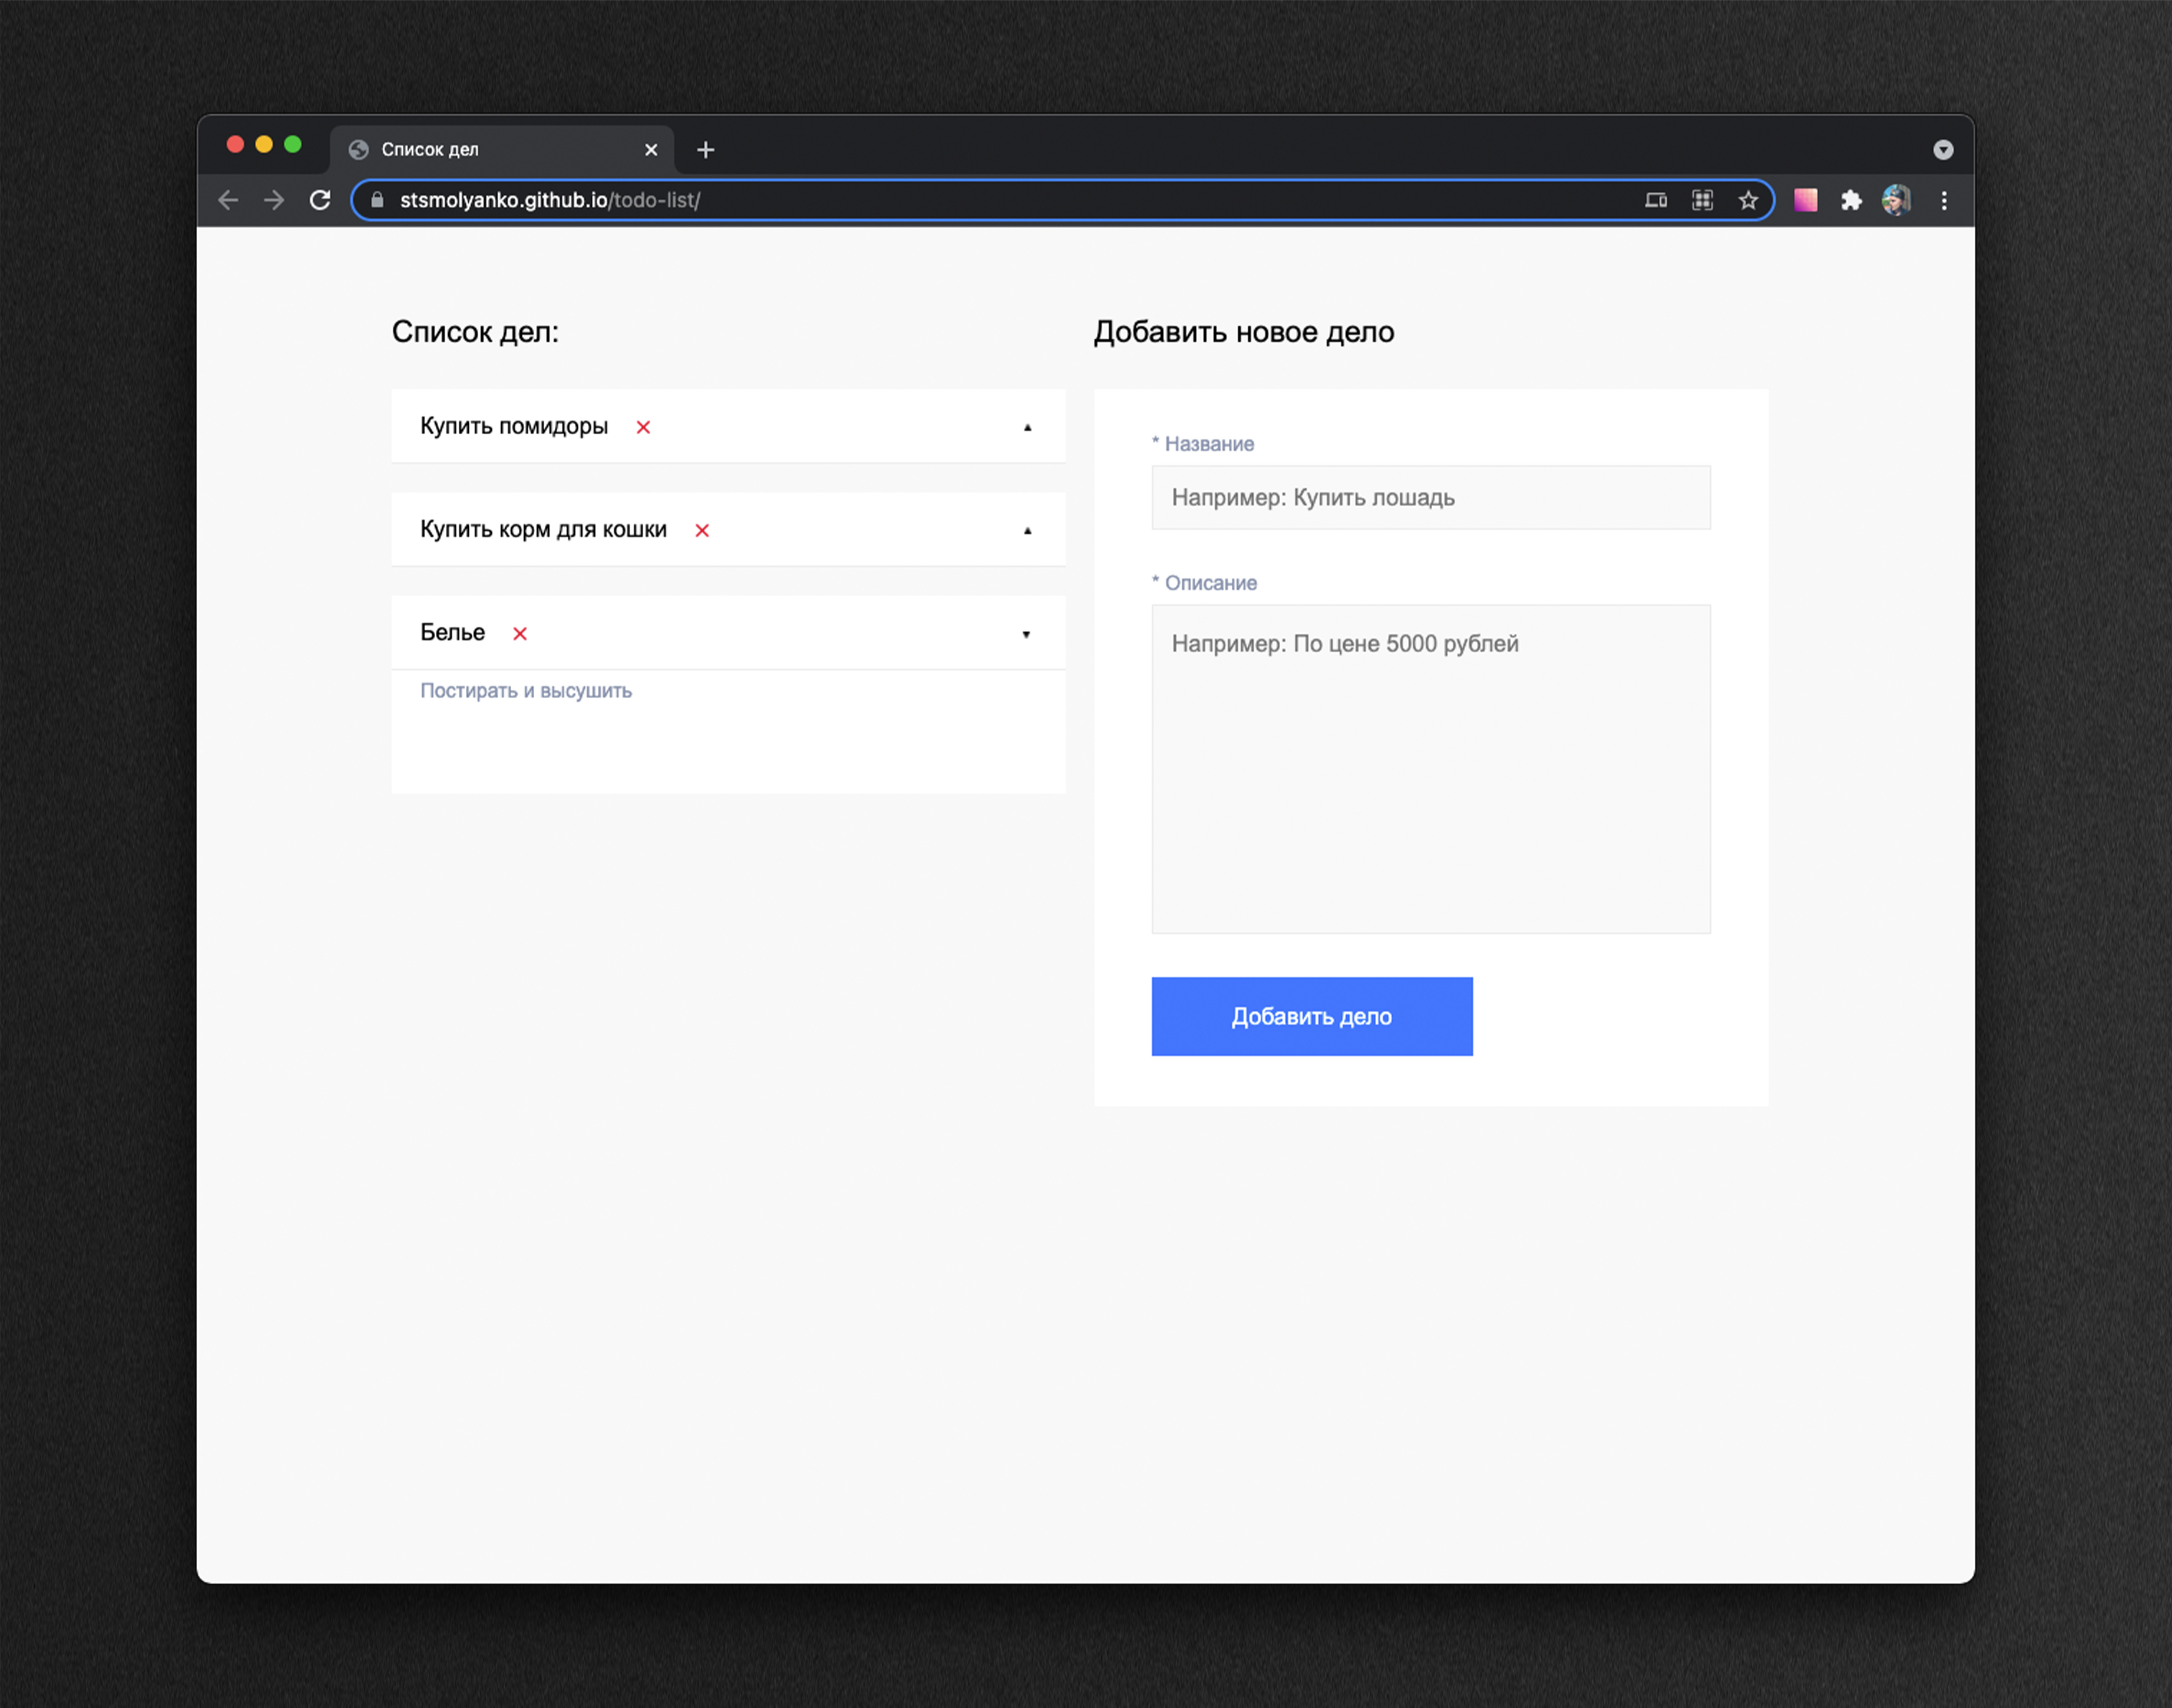 Список дел
stsmolyanko.github.io/todo-list/
Список дел:
Купить помидоры
Купить корм для кошки
Белье
Постирать и высушить
Добавить новое дело
* Название
Например: Купить лошадь
* Описание
Например: По цене 5000 рублей
Добавить дело